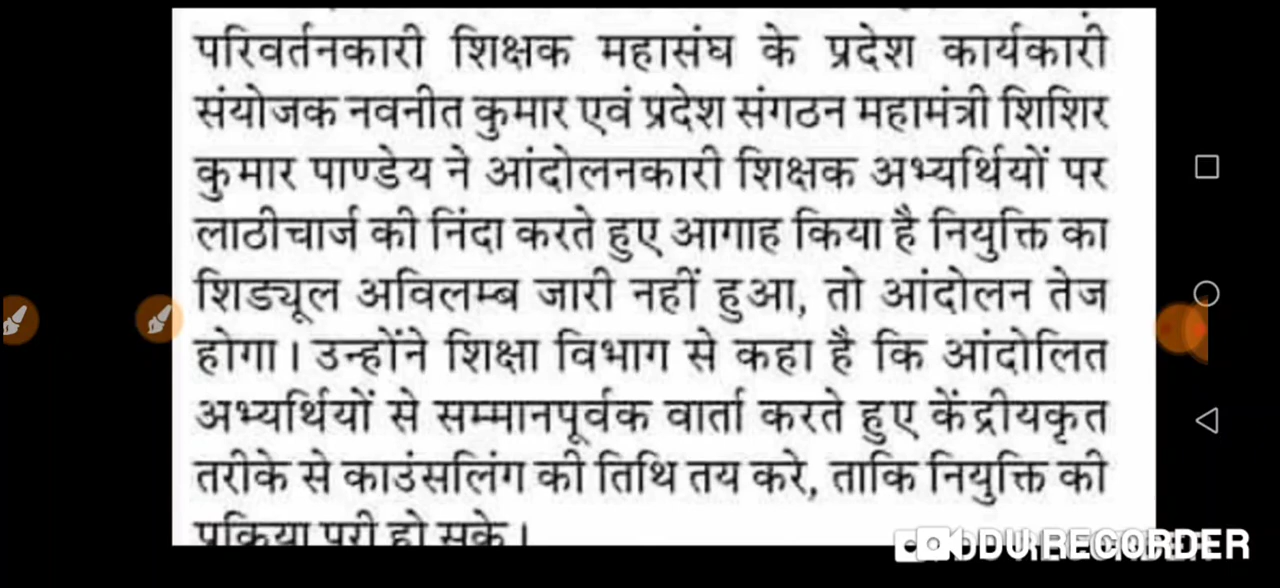 परिवर्तनकारी शिक्षक महासंघ के प्रदेश कार्यकारी
संयोजक नवनीत कुमार एवं प्रदेश संगठन महामंत्री शिशिर
कुमार पाण्डेय ने आंदोलनकारी शिक्षक अभ्यर्थियों पर
लाठीचार्ज की निंदा करते हुए आगाह किया है नियुक्ति का
शिड्यूल अविलम्ब जारी नहीं हुआ, तो आंदोलन तेज
होगा। उन्होंने शिक्षा विभाग से कहा है कि आंदोलित
अभ्यर्थियों से सम्मानपूर्वक वार्ता करते हुए केंद्रीयकृत
तरीके से काउंसलिंग की तिथि तय करे, ताकि नियुक्ति की
प्रक्रिया पूरी हो सके।
DU RECORDER